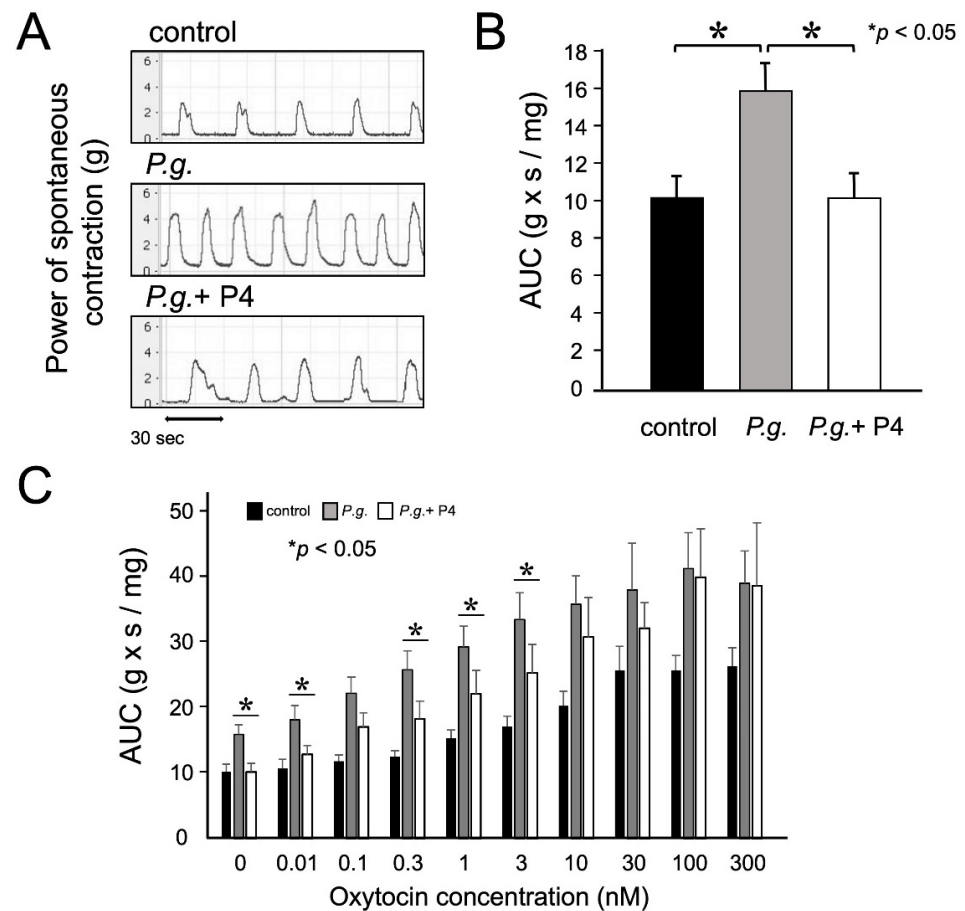 A
control
6
4
2
0
P.g.
6
4
2
0
P.g.+ P4
6
4
2
0
Power of spontaneous
contraction (g)
30 sec
B
*p < 0.05
* *
18
16
14
12
10
8
6
4
2
0
AUC (g x s / mg)
control P.g. P.g.+ P4
C
control P.g. P.g.+ P4
*p < 0.05
* * * * *
50
40
30
20
10
0
AUC (g x s / mg)
0 0.01 0.1 0.3 1 3 10 30 100 300
Oxytocin concentration (nM)